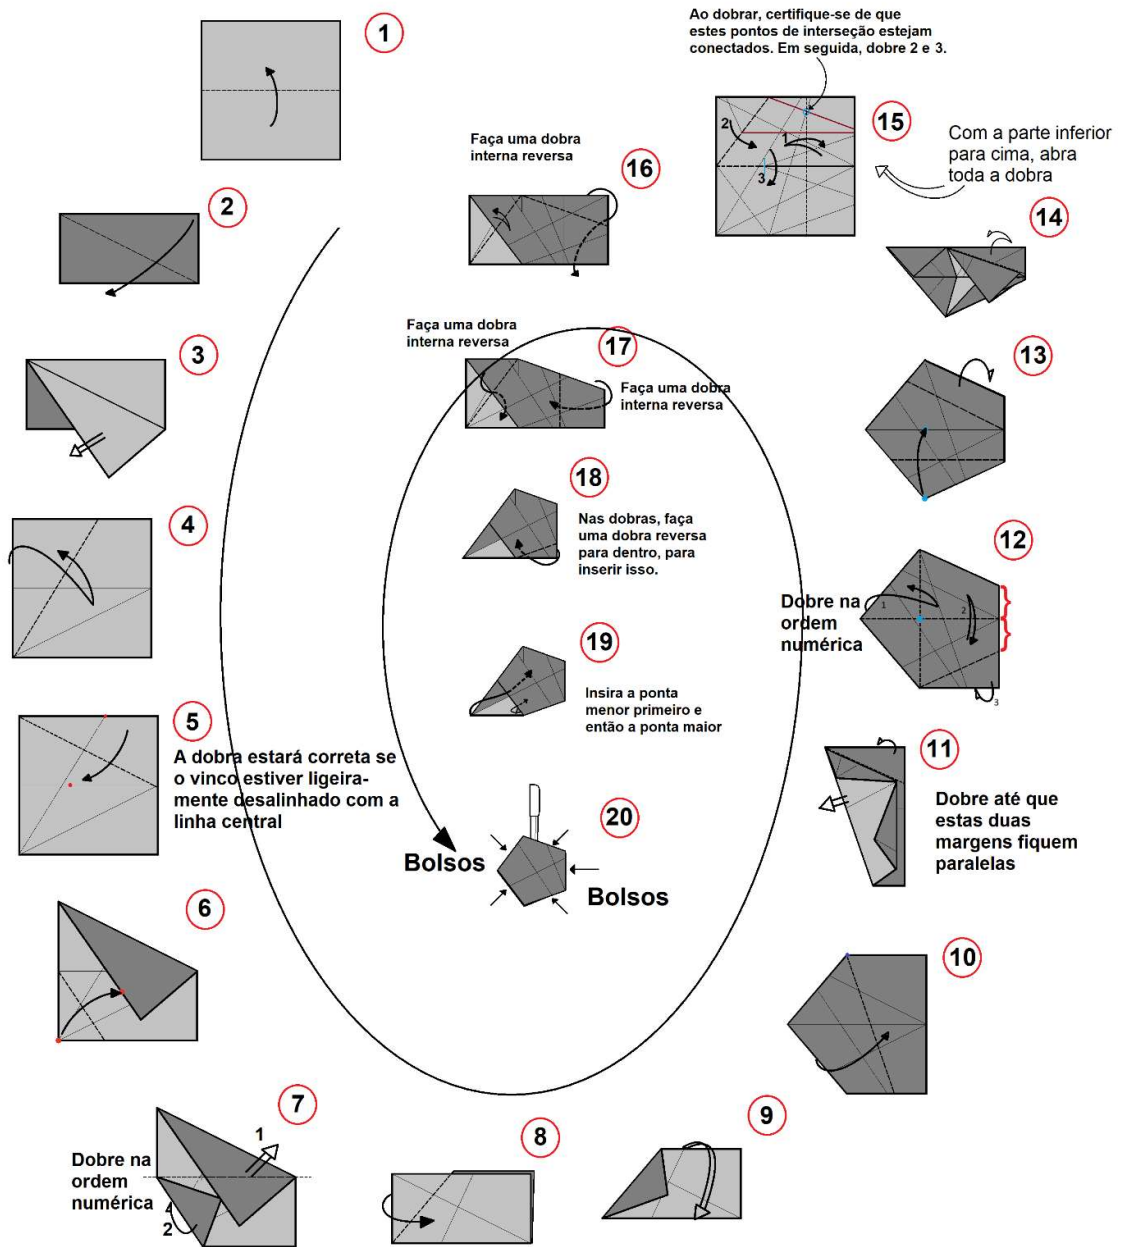 1
2
3
4
5
A dobra estará correta se
o vinco estiver ligeira-
mente desalinhado com a
linha central
6
7
Dobre na
ordem
numérica
1
2
8
9
10
11
Dobre até que
estas duas
margens fiquem
paralelas
12
Dobre na
ordem
numérica
1
2
3
13
14
Com a parte inferior
para cima, abra
toda a dobra
15
Ao dobrar, certifique-se de que
estes pontos de interseção estejam
conectados. Em seguida, dobre 2 e 3.
2
1
3
16
Faça uma dobra
interna reversa
17
Faça uma dobra
interna reversa
Faça uma dobra
interna reversa
18
Nas dobras, faça
uma dobra reversa
para dentro, para
inserir isso.
19
Insira a ponta
menor primeiro e
então a ponta maior
20
Bolsos
Bolsos